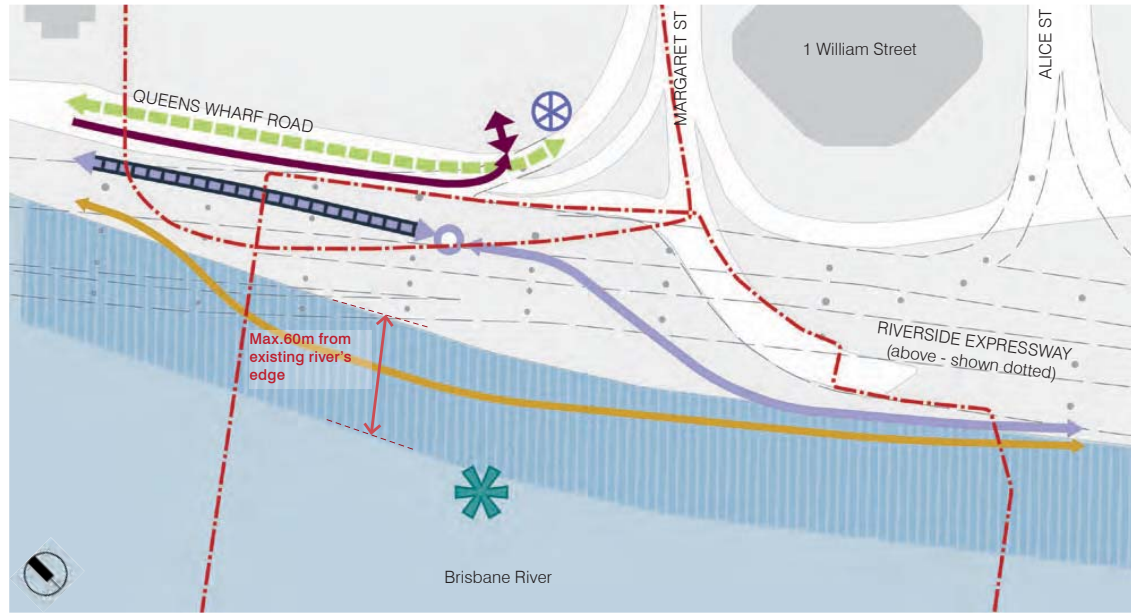 QUEENS WHARF ROAD
MARGARET ST
1 William Street
ALICE ST
RIVERSIDE EXPRESSWAY
(above - shown dotted)
Max.60m from
existing river's
edge
Brisbane River